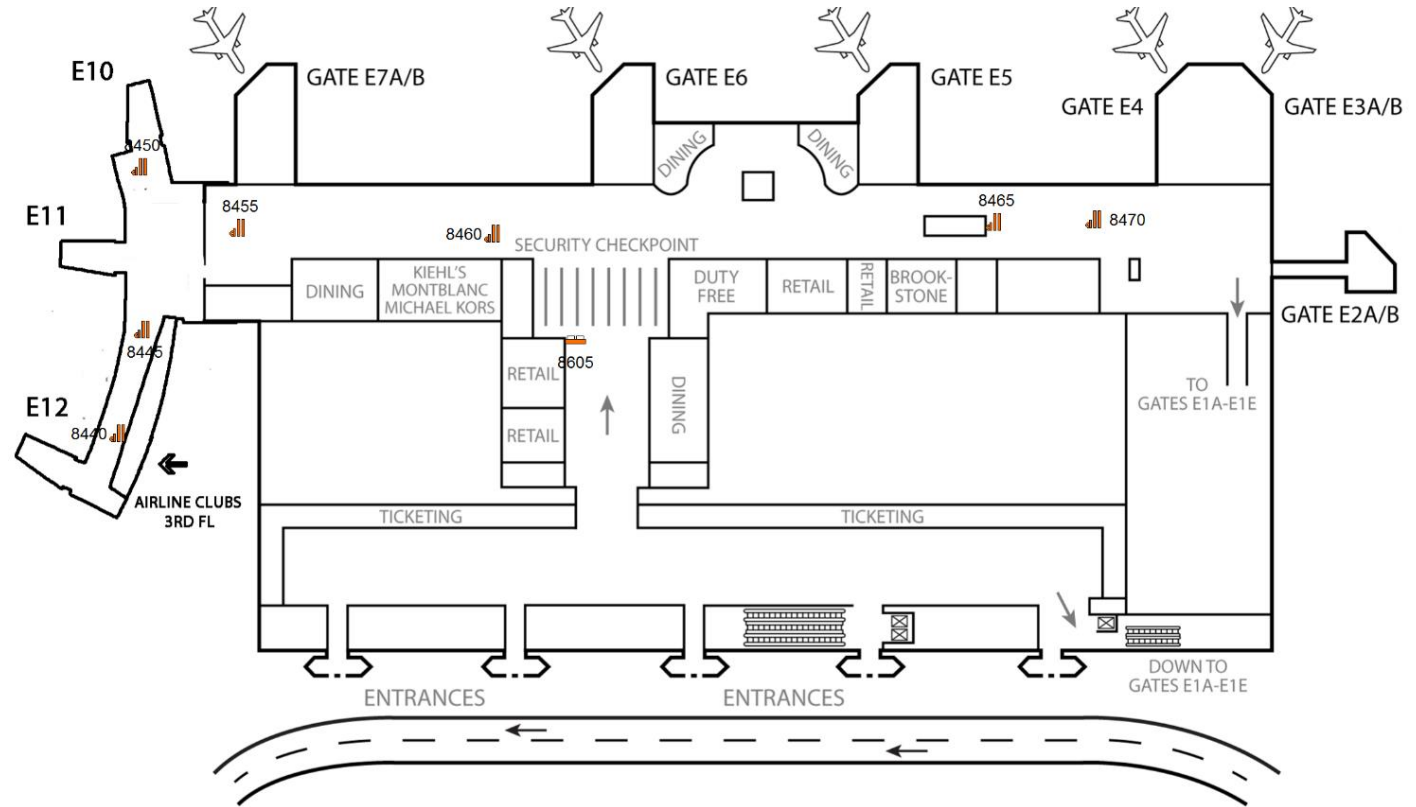 E10
GATE E7A/B
GATE E6
GATE E5
GATE E4
GATE E3A/B
8450
DINING
DINING
E11
8455
8460
8465
8470
SECURITY CHECKPOINT
DINING
KIEHL'S
MONTBLANC
MICHAEL KORS
DUTY
FREE
RETAIL
RETAIL
BROOK-
STONE
GATE E2A/B
8445
8605
RETAIL
DINING
TO
GATES E1A-E1E
E12
8440
RETAIL
AIRLINE CLUBS
3RD FL
TICKETING
TICKETING
DOWN TO
GATES E1A-E1E
ENTRANCES
ENTRANCES